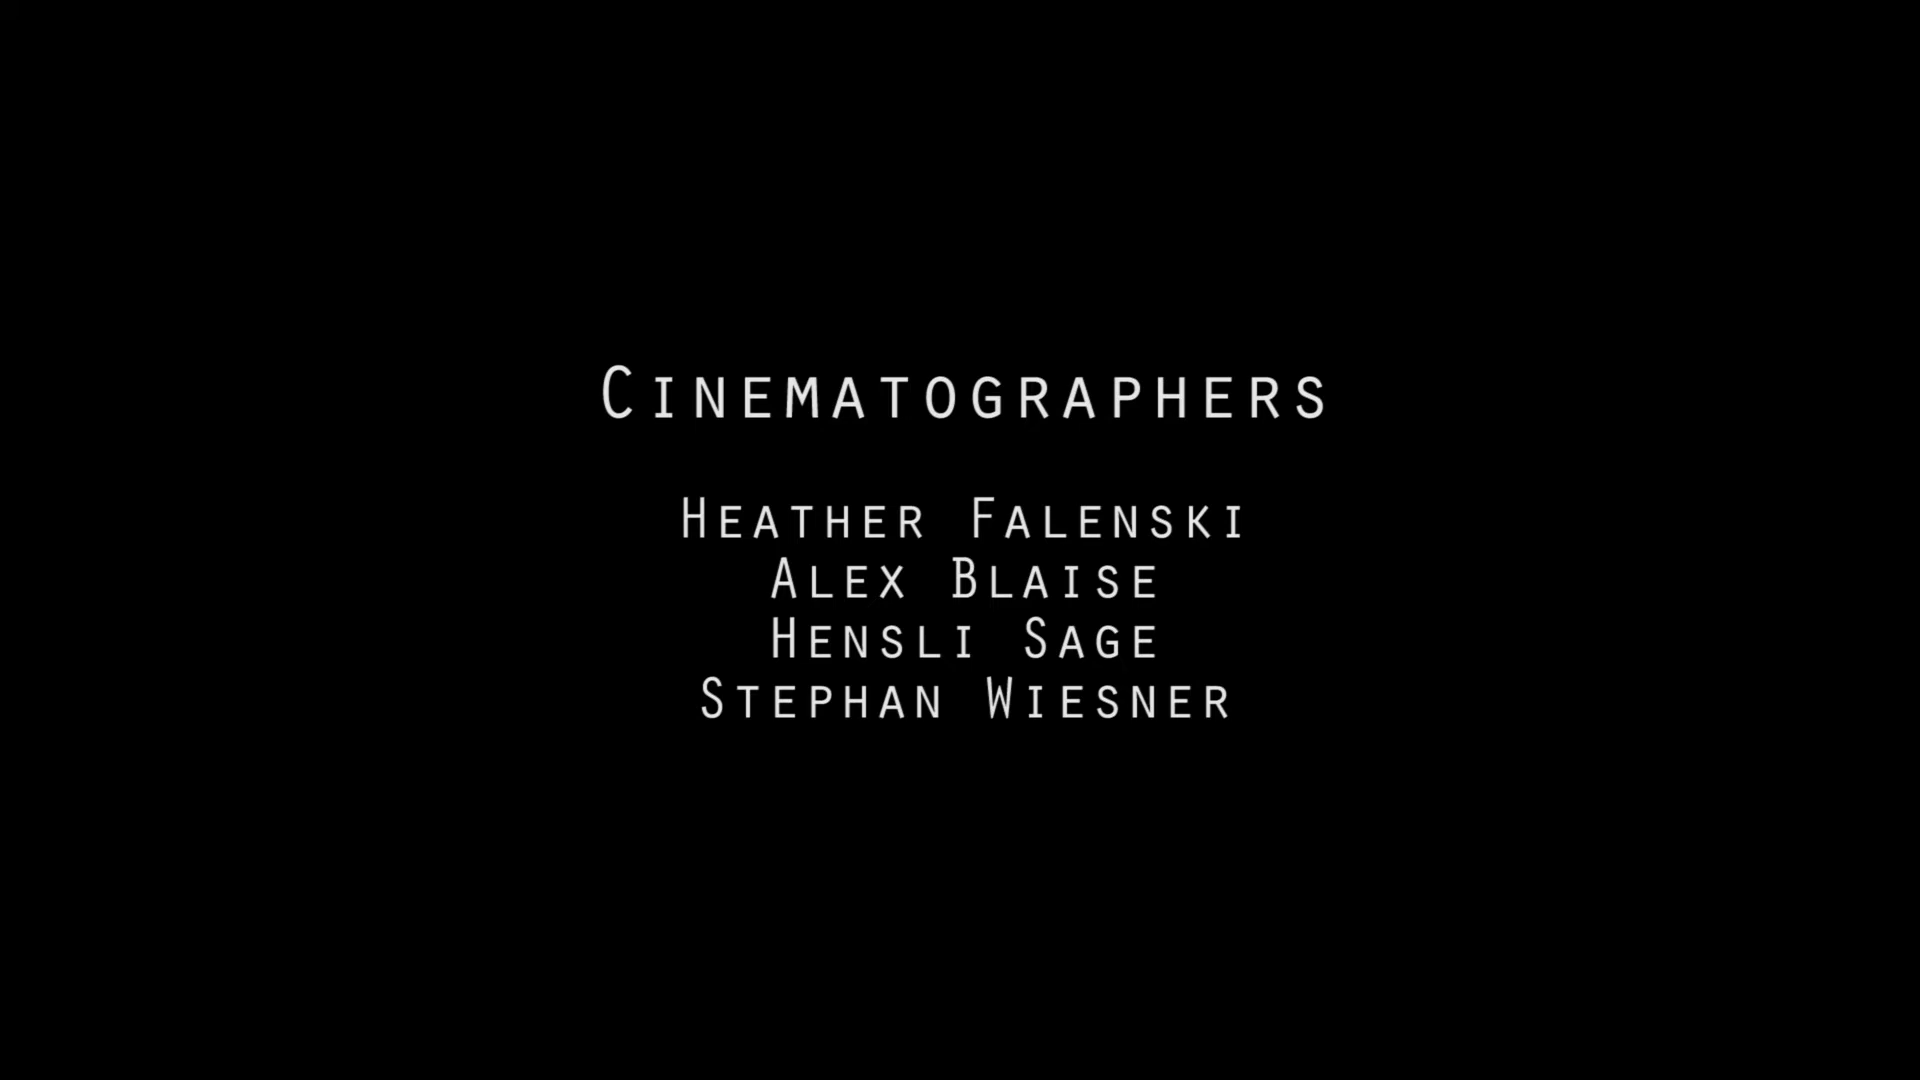 Cinematographers
Heather Falenski
Alex Blaise
Hensli Sage
Stephan Wiesner